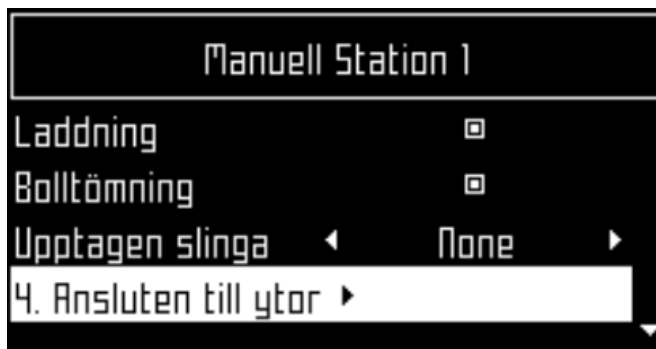 Manuell Station 1
Laddning
Bolltömning
Upptagen slinga None
4. Ansluten till ytor